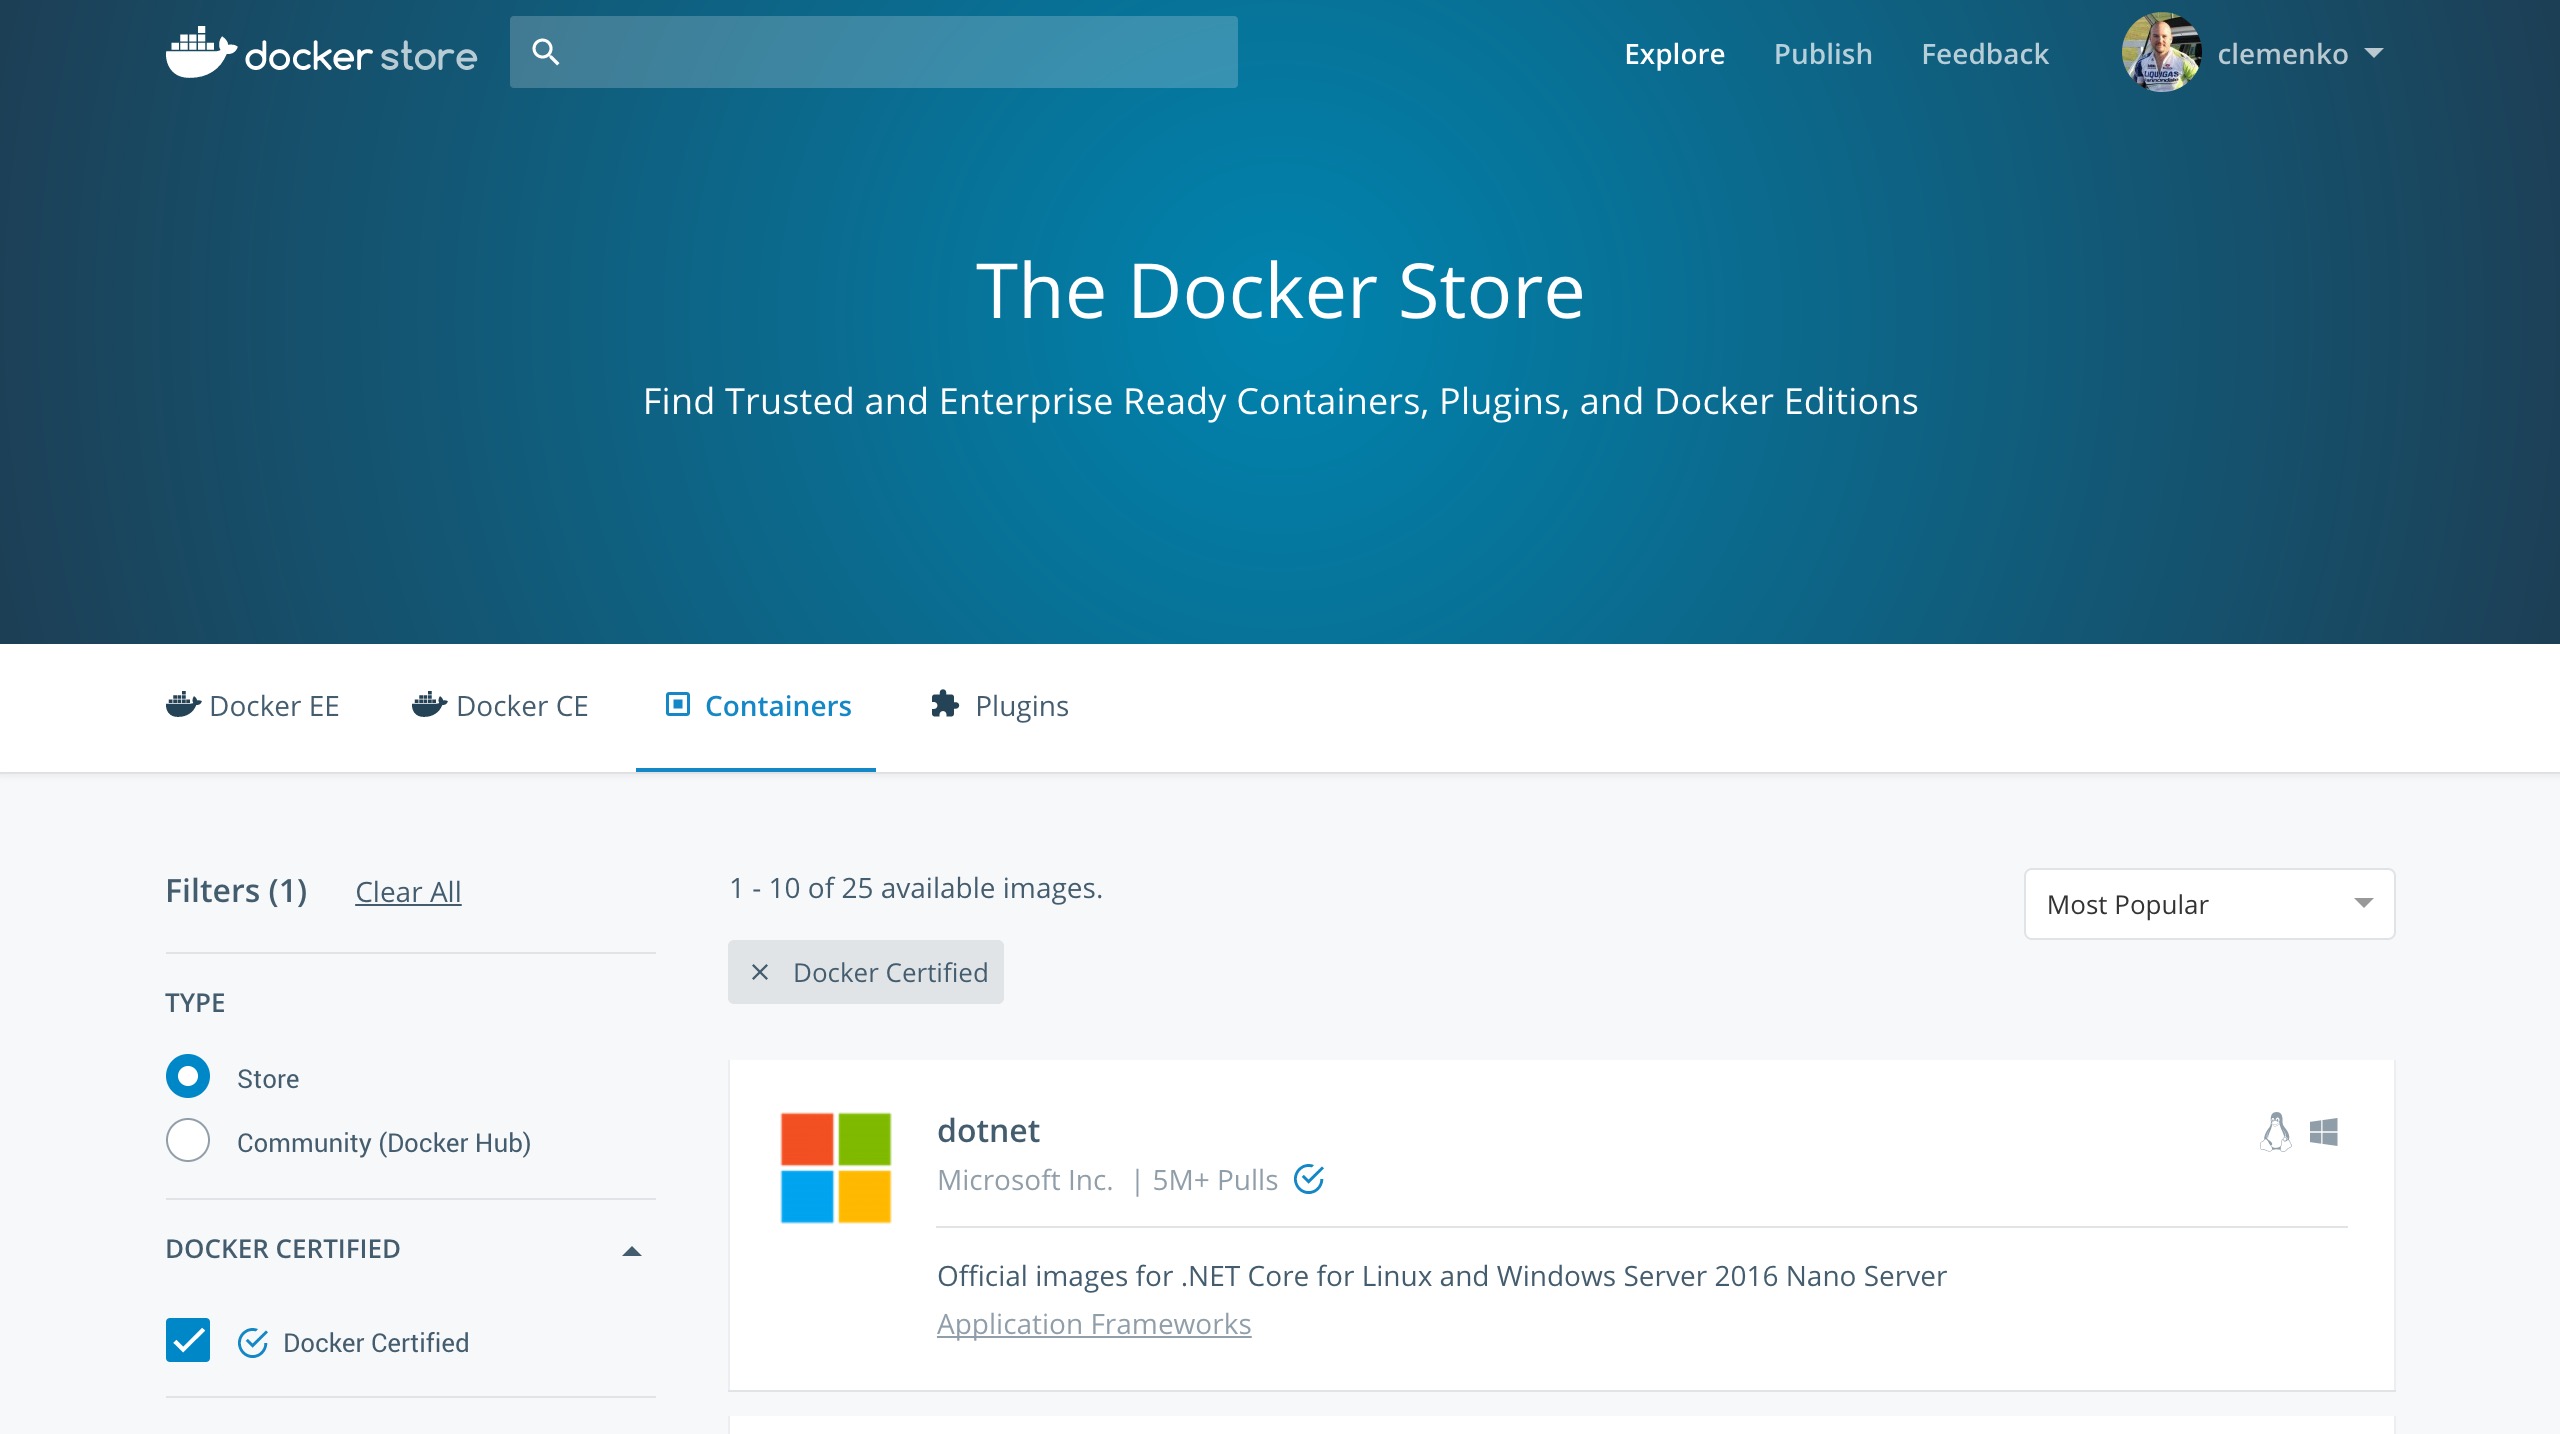 docker store
Explore
Publish
Feedback
clemenko
The Docker Store
Find Trusted and Enterprise Ready Containers, Plugins, and Docker Editions
Docker EE
Docker CE
Containers
Plugins
Filters (1)
Clear All
TYPE
Store
Community (Docker Hub)
DOCKER CERTIFIED
Docker Certified
1 - 10 of 25 available images.
Most Popular
Docker Certified
dotnet
Microsoft Inc. | 5M+ Pulls
Official images for .NET Core for Linux and Windows Server 2016 Nano Server
Application Frameworks